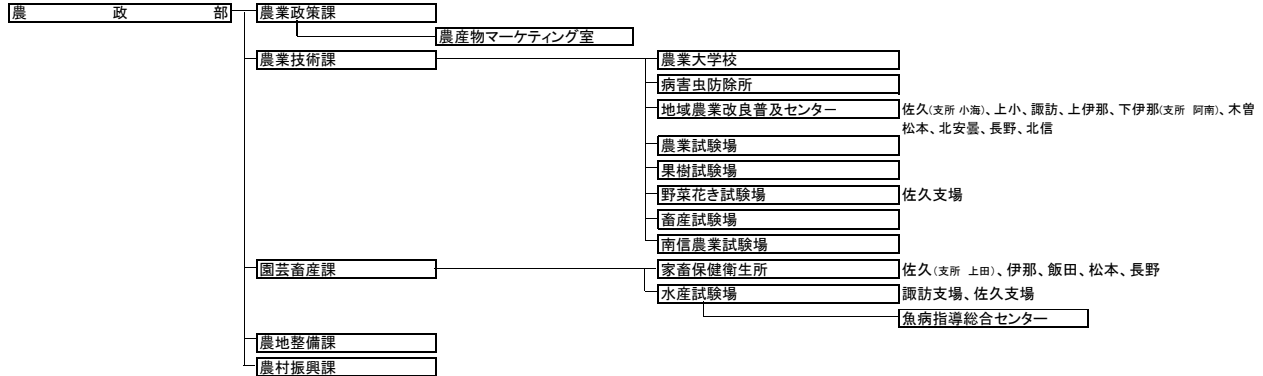 農政部 農業政策課
農産物マーケティング室
農業技術課 農業大学校
病害虫防除所
地域農業改良普及センター 佐久(支所 小海)、上小、諏訪、上伊那、下伊那(支所 阿南)、木曽
松本、北安曇、長野、北信
農業試験場
果樹試験場
野菜花き試験場 佐久支場
畜産試験場
南信農業試験場
園芸畜産課 家畜保健衛生所 佐久(支所 上田)、伊那、飯田、松本、長野
水産試験場 諏訪支場、佐久支場
魚病指導総合センター
農地整備課
農村振興課